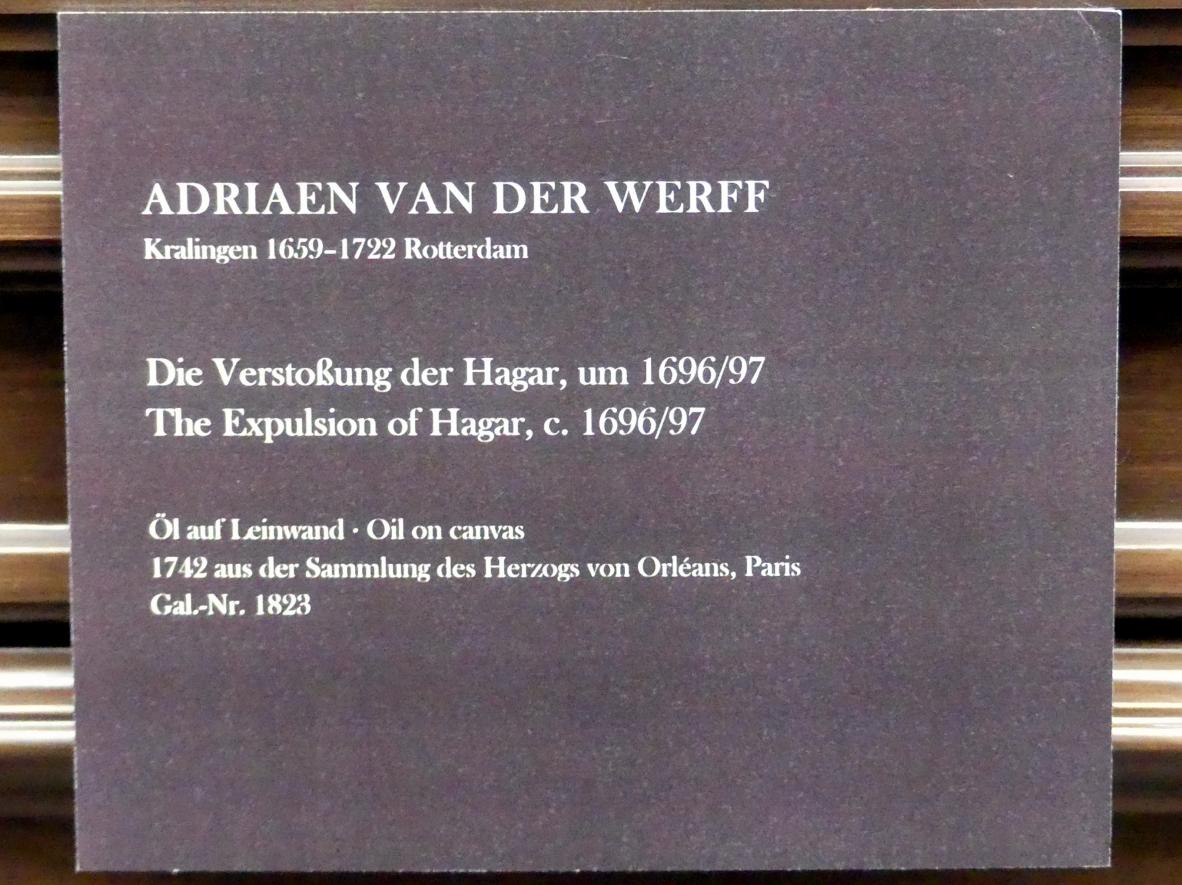 ADRIAEN VAN DER WERFF
Kralingen 1659–1722 Rotterdam
Die Verstoßung der Hagar, um 1696/97
The Expulsion of Hagar, c. 1696/97
Öl auf Leinwand · Oil on canvas
1742 aus der Sammlung des Herzogs von Orléans, Paris
Gal.-Nr. 1823